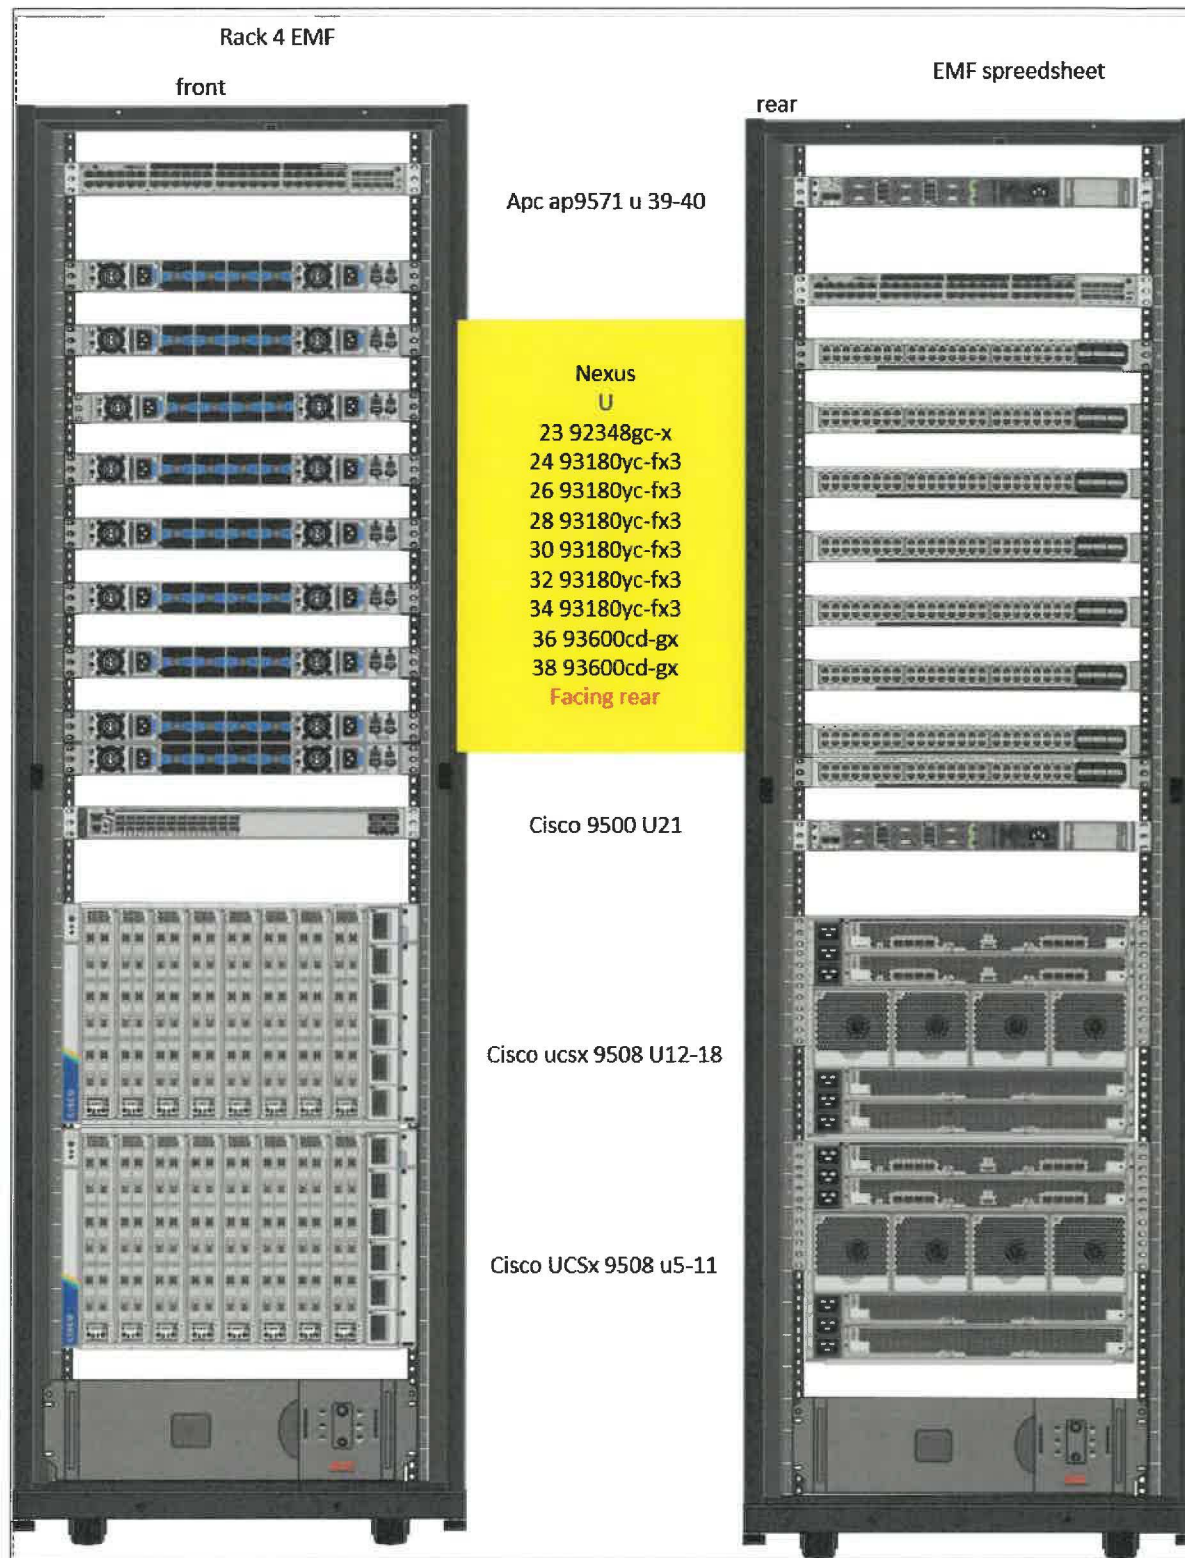 Rack 4 EMF
front
EMF spreedsheet
rear
Apc ap9571 u 39-40
Nexus
U
23 92348gc-x
24 93180yc-fx3
26 93180yc-fx3
28 93180yc-fx3
30 93180yc-fx3
32 93180yc-fx3
34 93180yc-fx3
36 93600cd-gx
38 93600cd-gx
Facing rear
Cisco 9500 U21
Cisco ucsx 9508 U12-18
CISCO
Cisco UCSx 9508 u5-11
CISCO